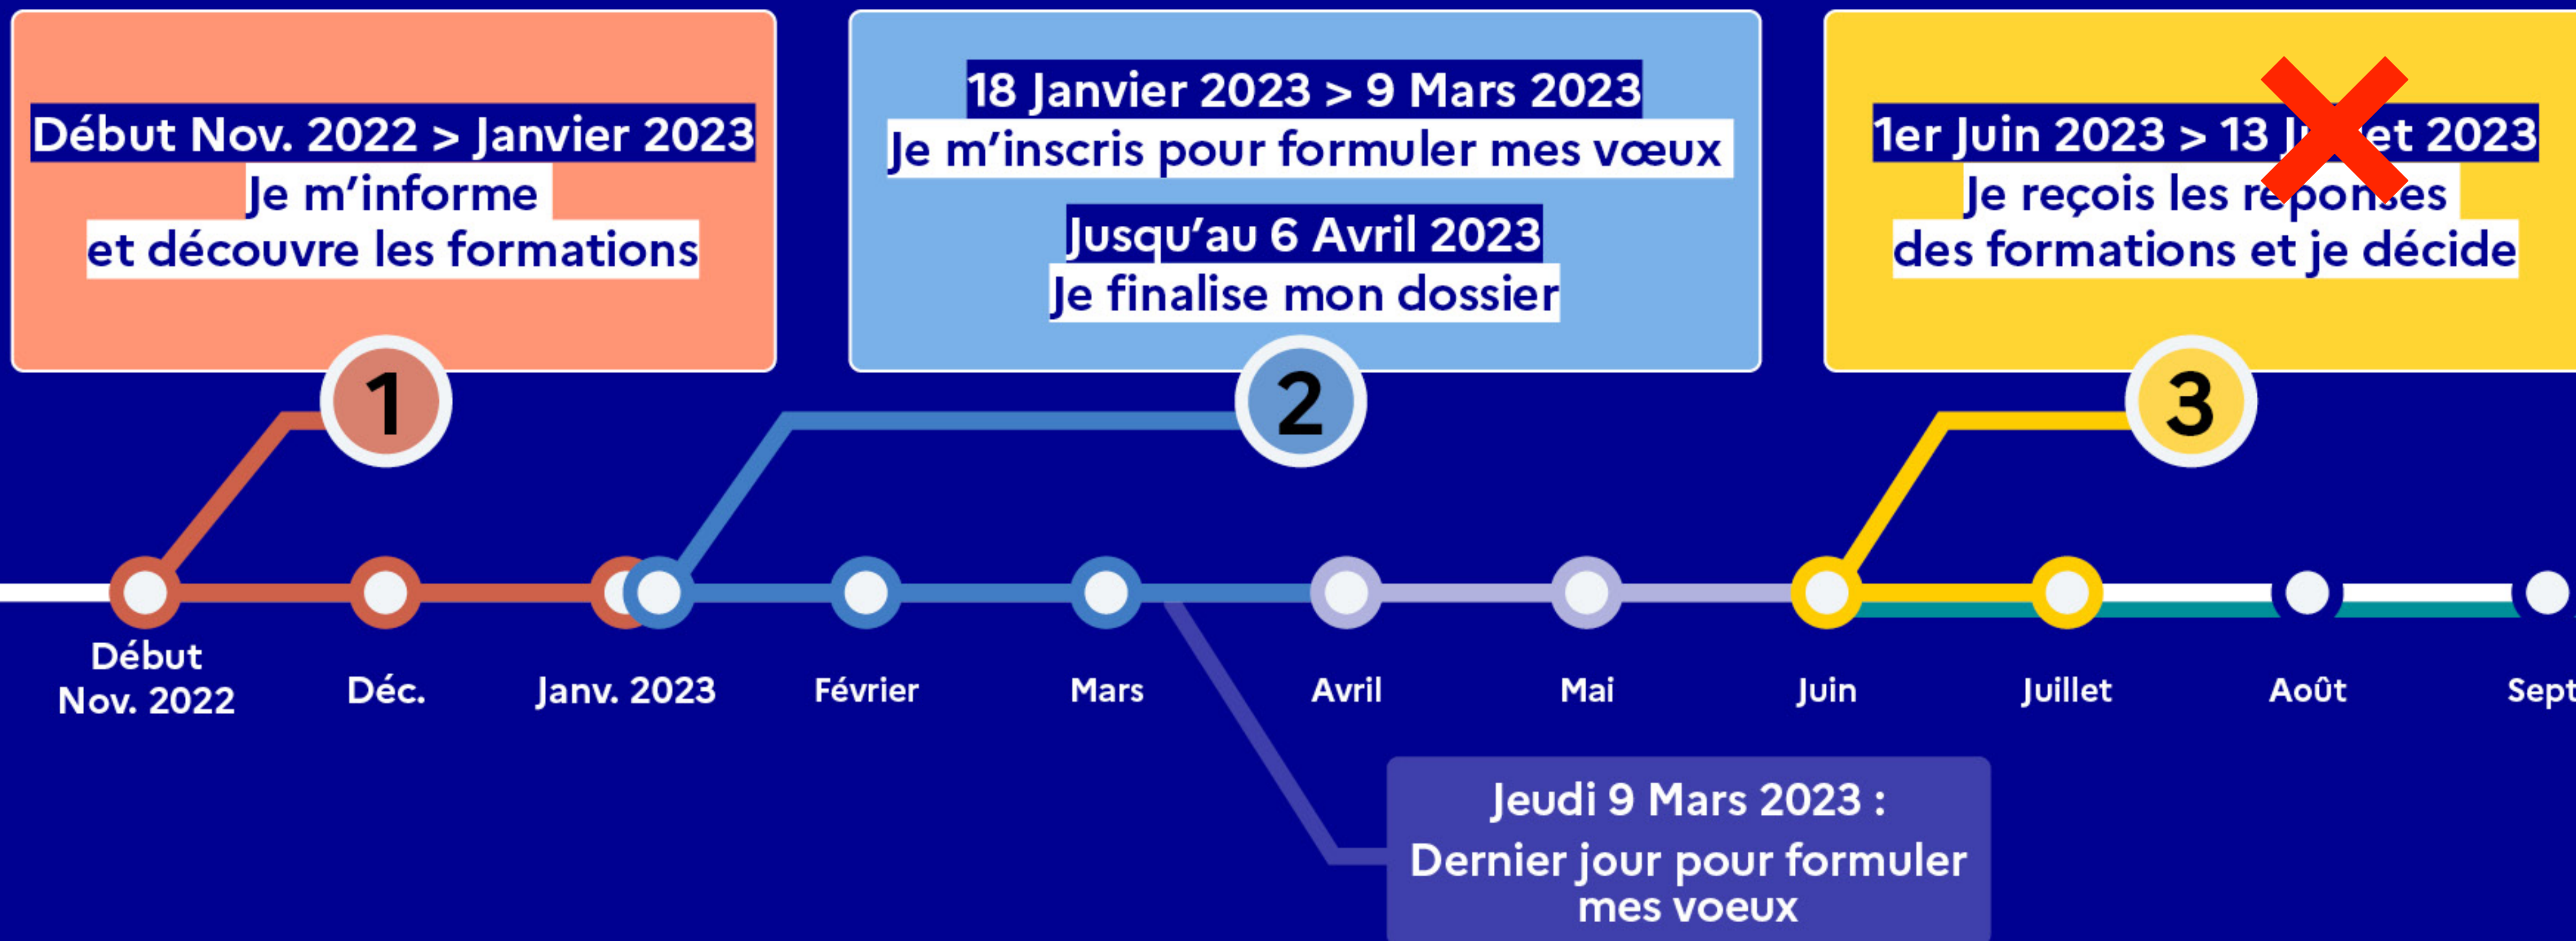 Début Nov. 2022 > Janvier 2023
Je m'informe
et découvre les formations
18 Janvier 2023 > 9 Mars 2023
Je m'inscris pour formuler mes vœux
Jusqu'au 6 Avril 2023
Je finalise mon dossier
1er Juin 2023 > 13 Juillet 2023
Je reçois les réponses
des formations et je décide
1
2
3
Début
Nov. 2022
Déc.
Janv. 2023
Février
Mars
Avril
Mai
Juin
Juillet
Août
Sept
Jeudi 9 Mars 2023 :
Dernier jour pour formuler
mes voeux